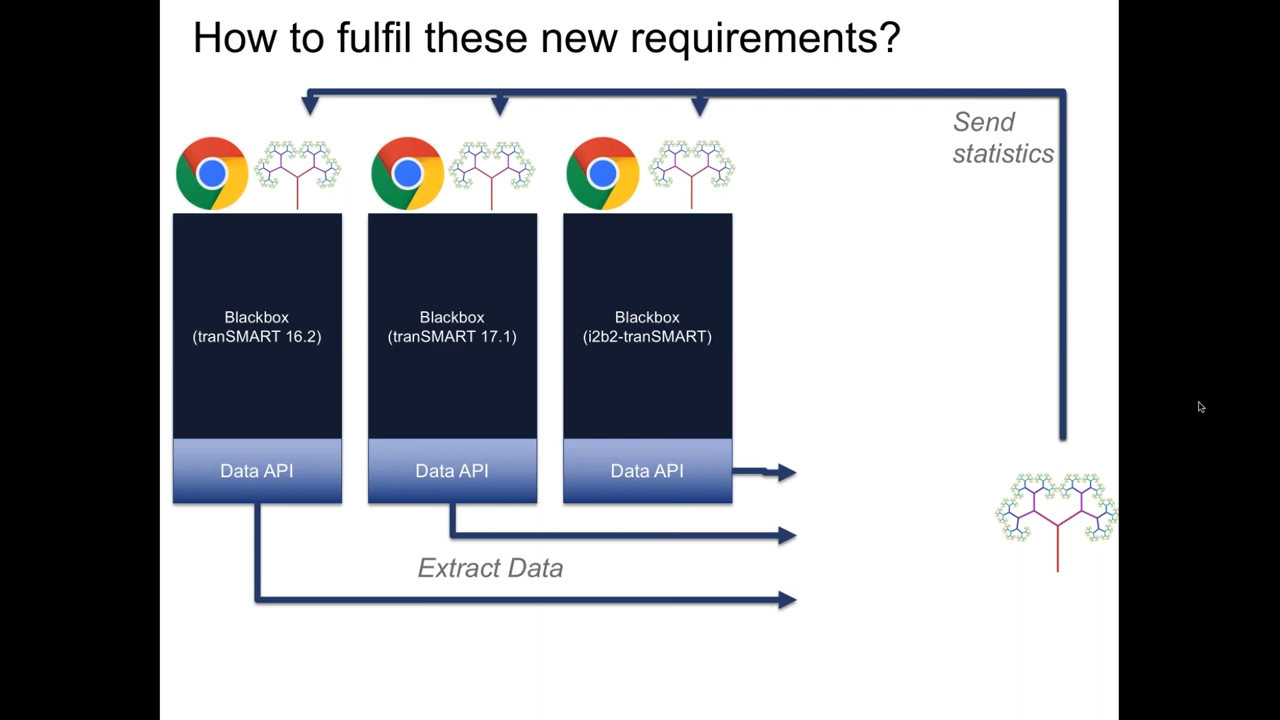 How to fulfil these new requirements?
Send
statistics
Blackbox
(tranSMART 16.2)
Blackbox
(tranSMART 17.1)
Blackbox
(i2b2-tranSMART)
Data API
Data API
Data API
Extract Data